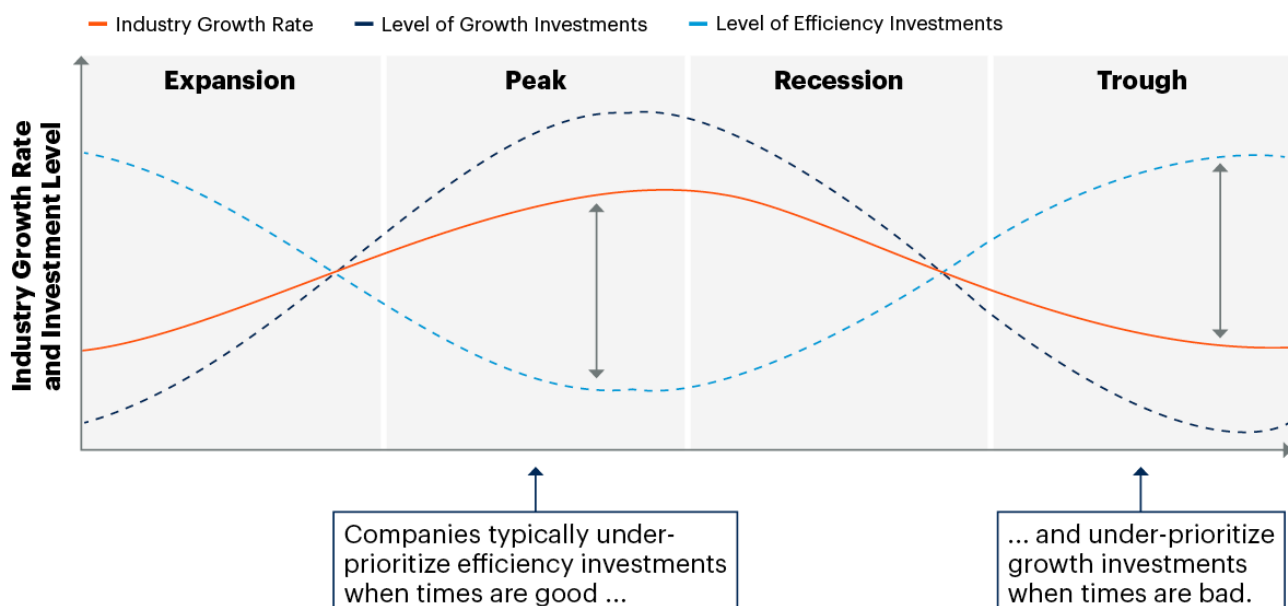 Industry Growth Rate Level of Growth Investments Level of Efficiency Investments
Expansion Peak Recession Trough
Industry Growth Rate
and Investment Level
Companies typically under-
prioritize efficiency investments
when times are good ...
... and under-prioritize
growth investments
when times are bad.